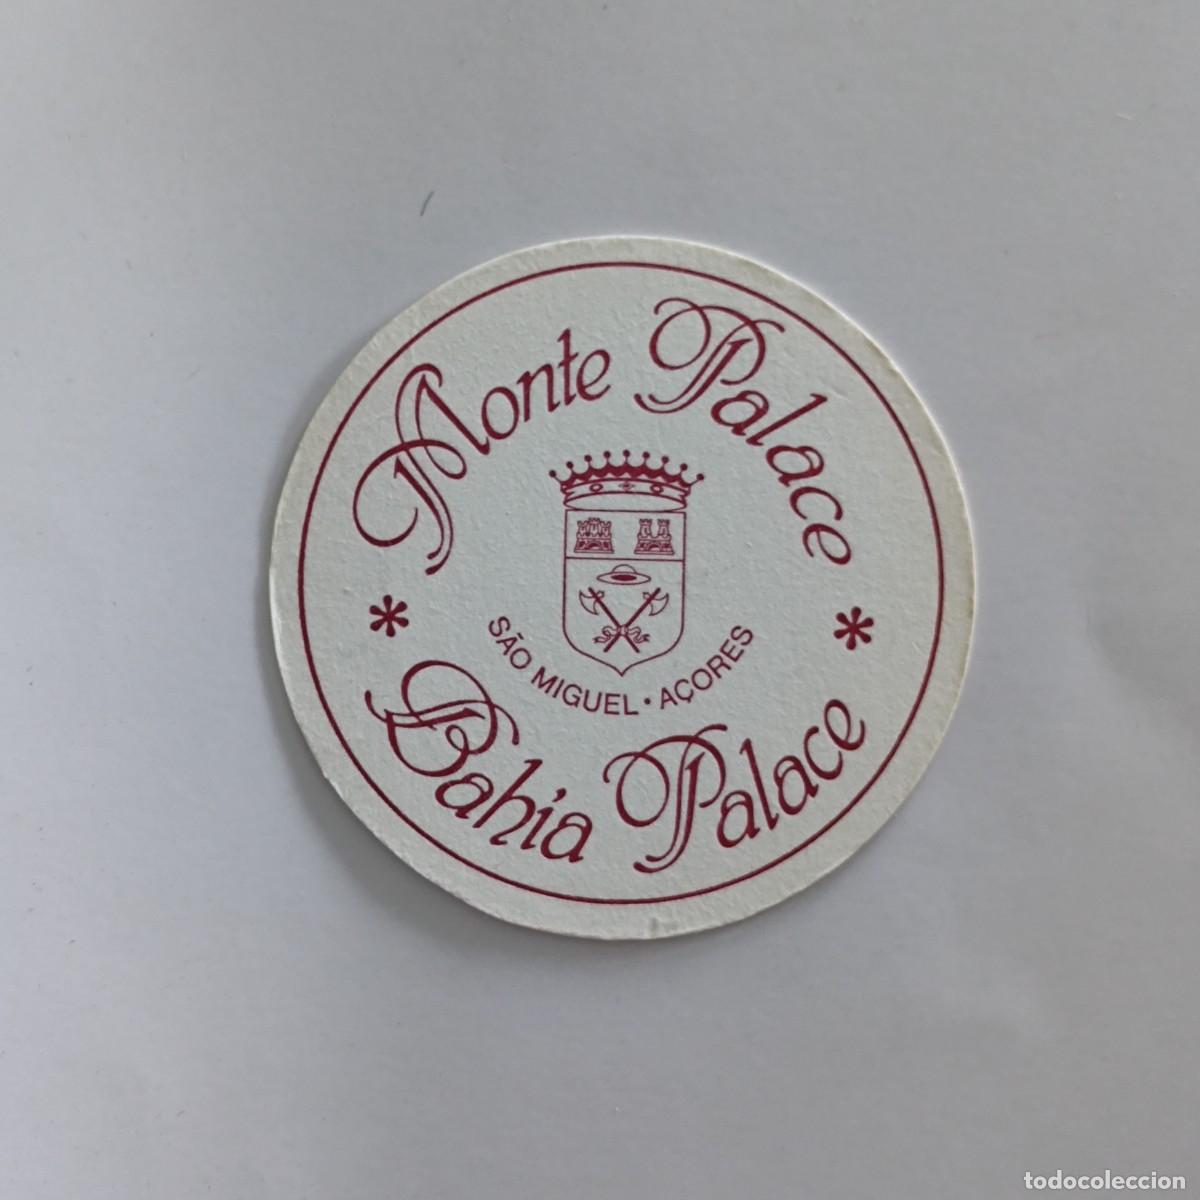 Monte Palace
SÃO MIGUEL • AÇORES
* Bahia Palace *
todocoleccion